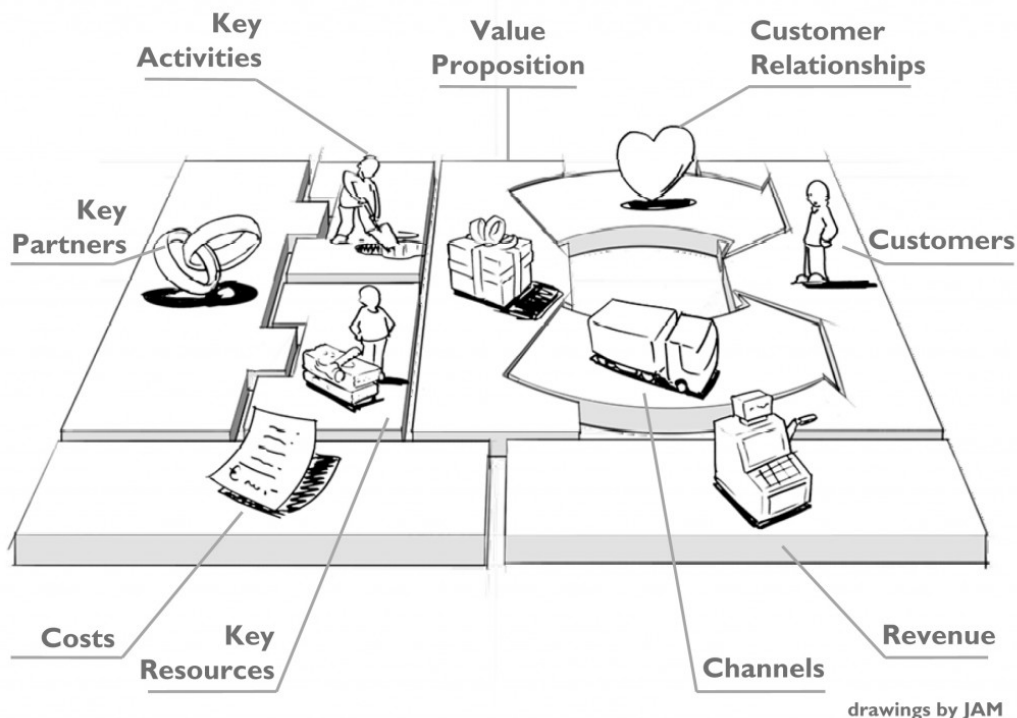 Key
Activities
Value
Proposition
Customer
Relationships
Key
Partners
Customers
Costs
Key
Resources
Channels
Revenue
drawings by JAM